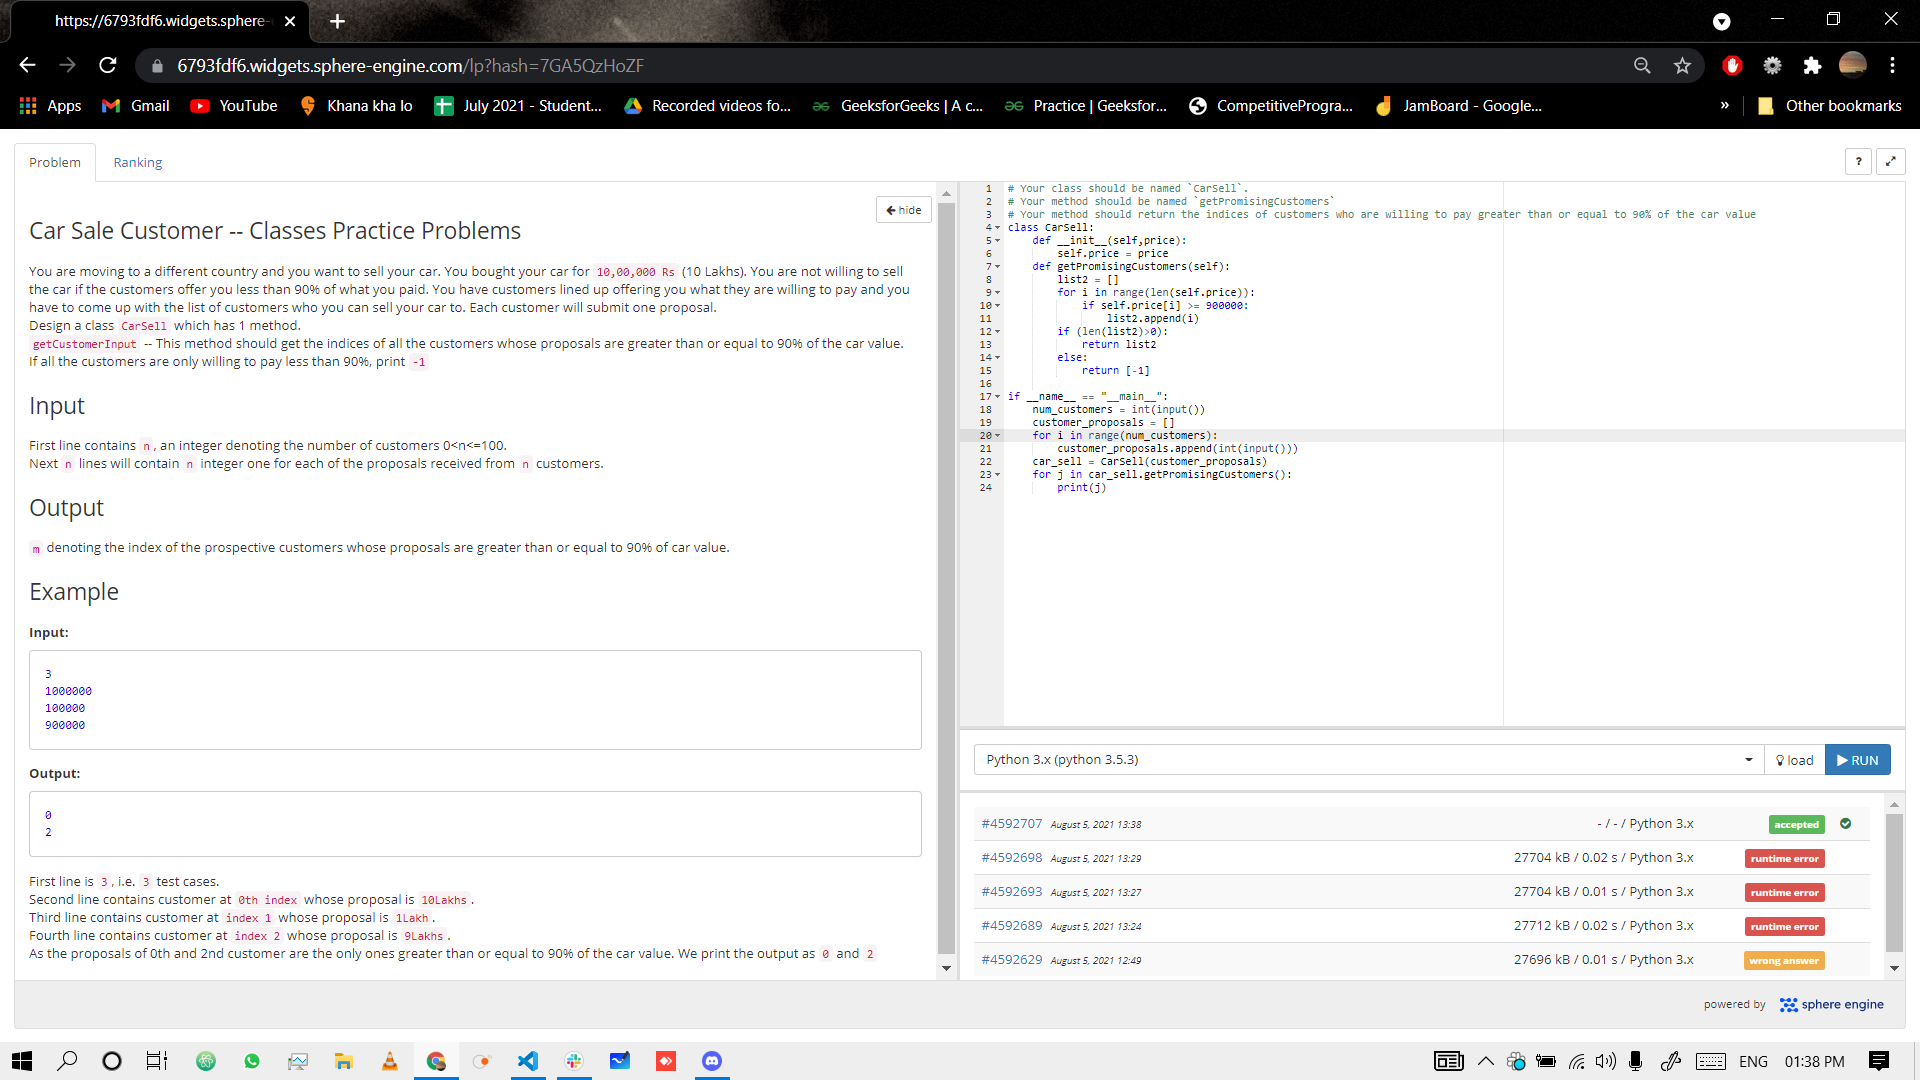 https://6793fdf6.widgets.sphere-
6793fdf6.widgets.sphere-engine.com/lp?hash=7GA5QzHoZF
Apps Gmail YouTube Khana kha lo July 2021 - Student... Recorded videos fo... GeeksforGeeks | A c... Practice | Geeksfor... CompetitiveProgra... JamBoard - Google... » Other bookmarks
Problem Ranking ?
hide
Car Sale Customer -- Classes Practice Problems
You are moving to a different country and you want to sell your car. You bought your car for 10,00,000 Rs (10 Lakhs). You are not willing to sell
the car if the customers offer you less than 90% of what you paid. You have customers lined up offering you what they are willing to pay and you
have to come up with the list of customers who you can sell your car to. Each customer will submit one proposal.
Design a class CarSell which has 1 method.
getCustomerInput -- This method should get the indices of all the customers whose proposals are greater than or equal to 90% of the car value.
If all the customers are only willing to pay less than 90%, print -1
Input
First line contains n, an integer denoting the number of customers 0<n<=100.
Next n lines will contain n integer one for each of the proposals received from n customers.
Output
m denoting the index of the prospective customers whose proposals are greater than or equal to 90% of car value.
Example
Input:
3
1000000
100000
900000
Output:
0
2
First line is 3, i.e. 3 test cases.
Second line contains customer at 0th index whose proposal is 10Lakhs.
Third line contains customer at index 1 whose proposal is 1Lakh.
Fourth line contains customer at index 2 whose proposal is 9Lakhs.
As the proposals of 0th and 2nd customer are the only ones greater than or equal to 90% of the car value. We print the output as 0 and 2
1 # Your class should be named `CarSell`.
2 # Your method should be named `getPromisingCustomers`
3 # Your method should return the indices of customers who are willing to pay greater than or equal to 90% of the car value
4 class CarSell:
5 def __init__(self,price):
6 self.price = price
7 def getPromisingCustomers(self):
8 list2 = []
9 for i in range(len(self.price)):
10 if self.price[i] >= 900000:
11 list2.append(i)
12 if (len(list2)>0):
13 return list2
14 else:
15 return [-1]
16
17 if __name__ == "__main__":
18 num_customers = int(input())
19 customer_proposals = []
20 for i in range(num_customers):
21 customer_proposals.append(int(input()))
22 car_sell = CarSell(customer_proposals)
23 for j in car_sell.getPromisingCustomers():
24 print(j)
Python 3.x (python 3.5.3) load RUN
#4592707 August 5, 2021 13:38 - / - / Python 3.x accepted
#4592698 August 5, 2021 13:29 27704 kB / 0.02 s / Python 3.x runtime error
#4592693 August 5, 2021 13:27 27704 kB / 0.01 s / Python 3.x runtime error
#4592689 August 5, 2021 13:24 27712 kB / 0.02 s / Python 3.x runtime error
#4592629 August 5, 2021 12:49 27696 kB / 0.01 s / Python 3.x wrong answer
powered by sphere engine
ENG 01:38 PM